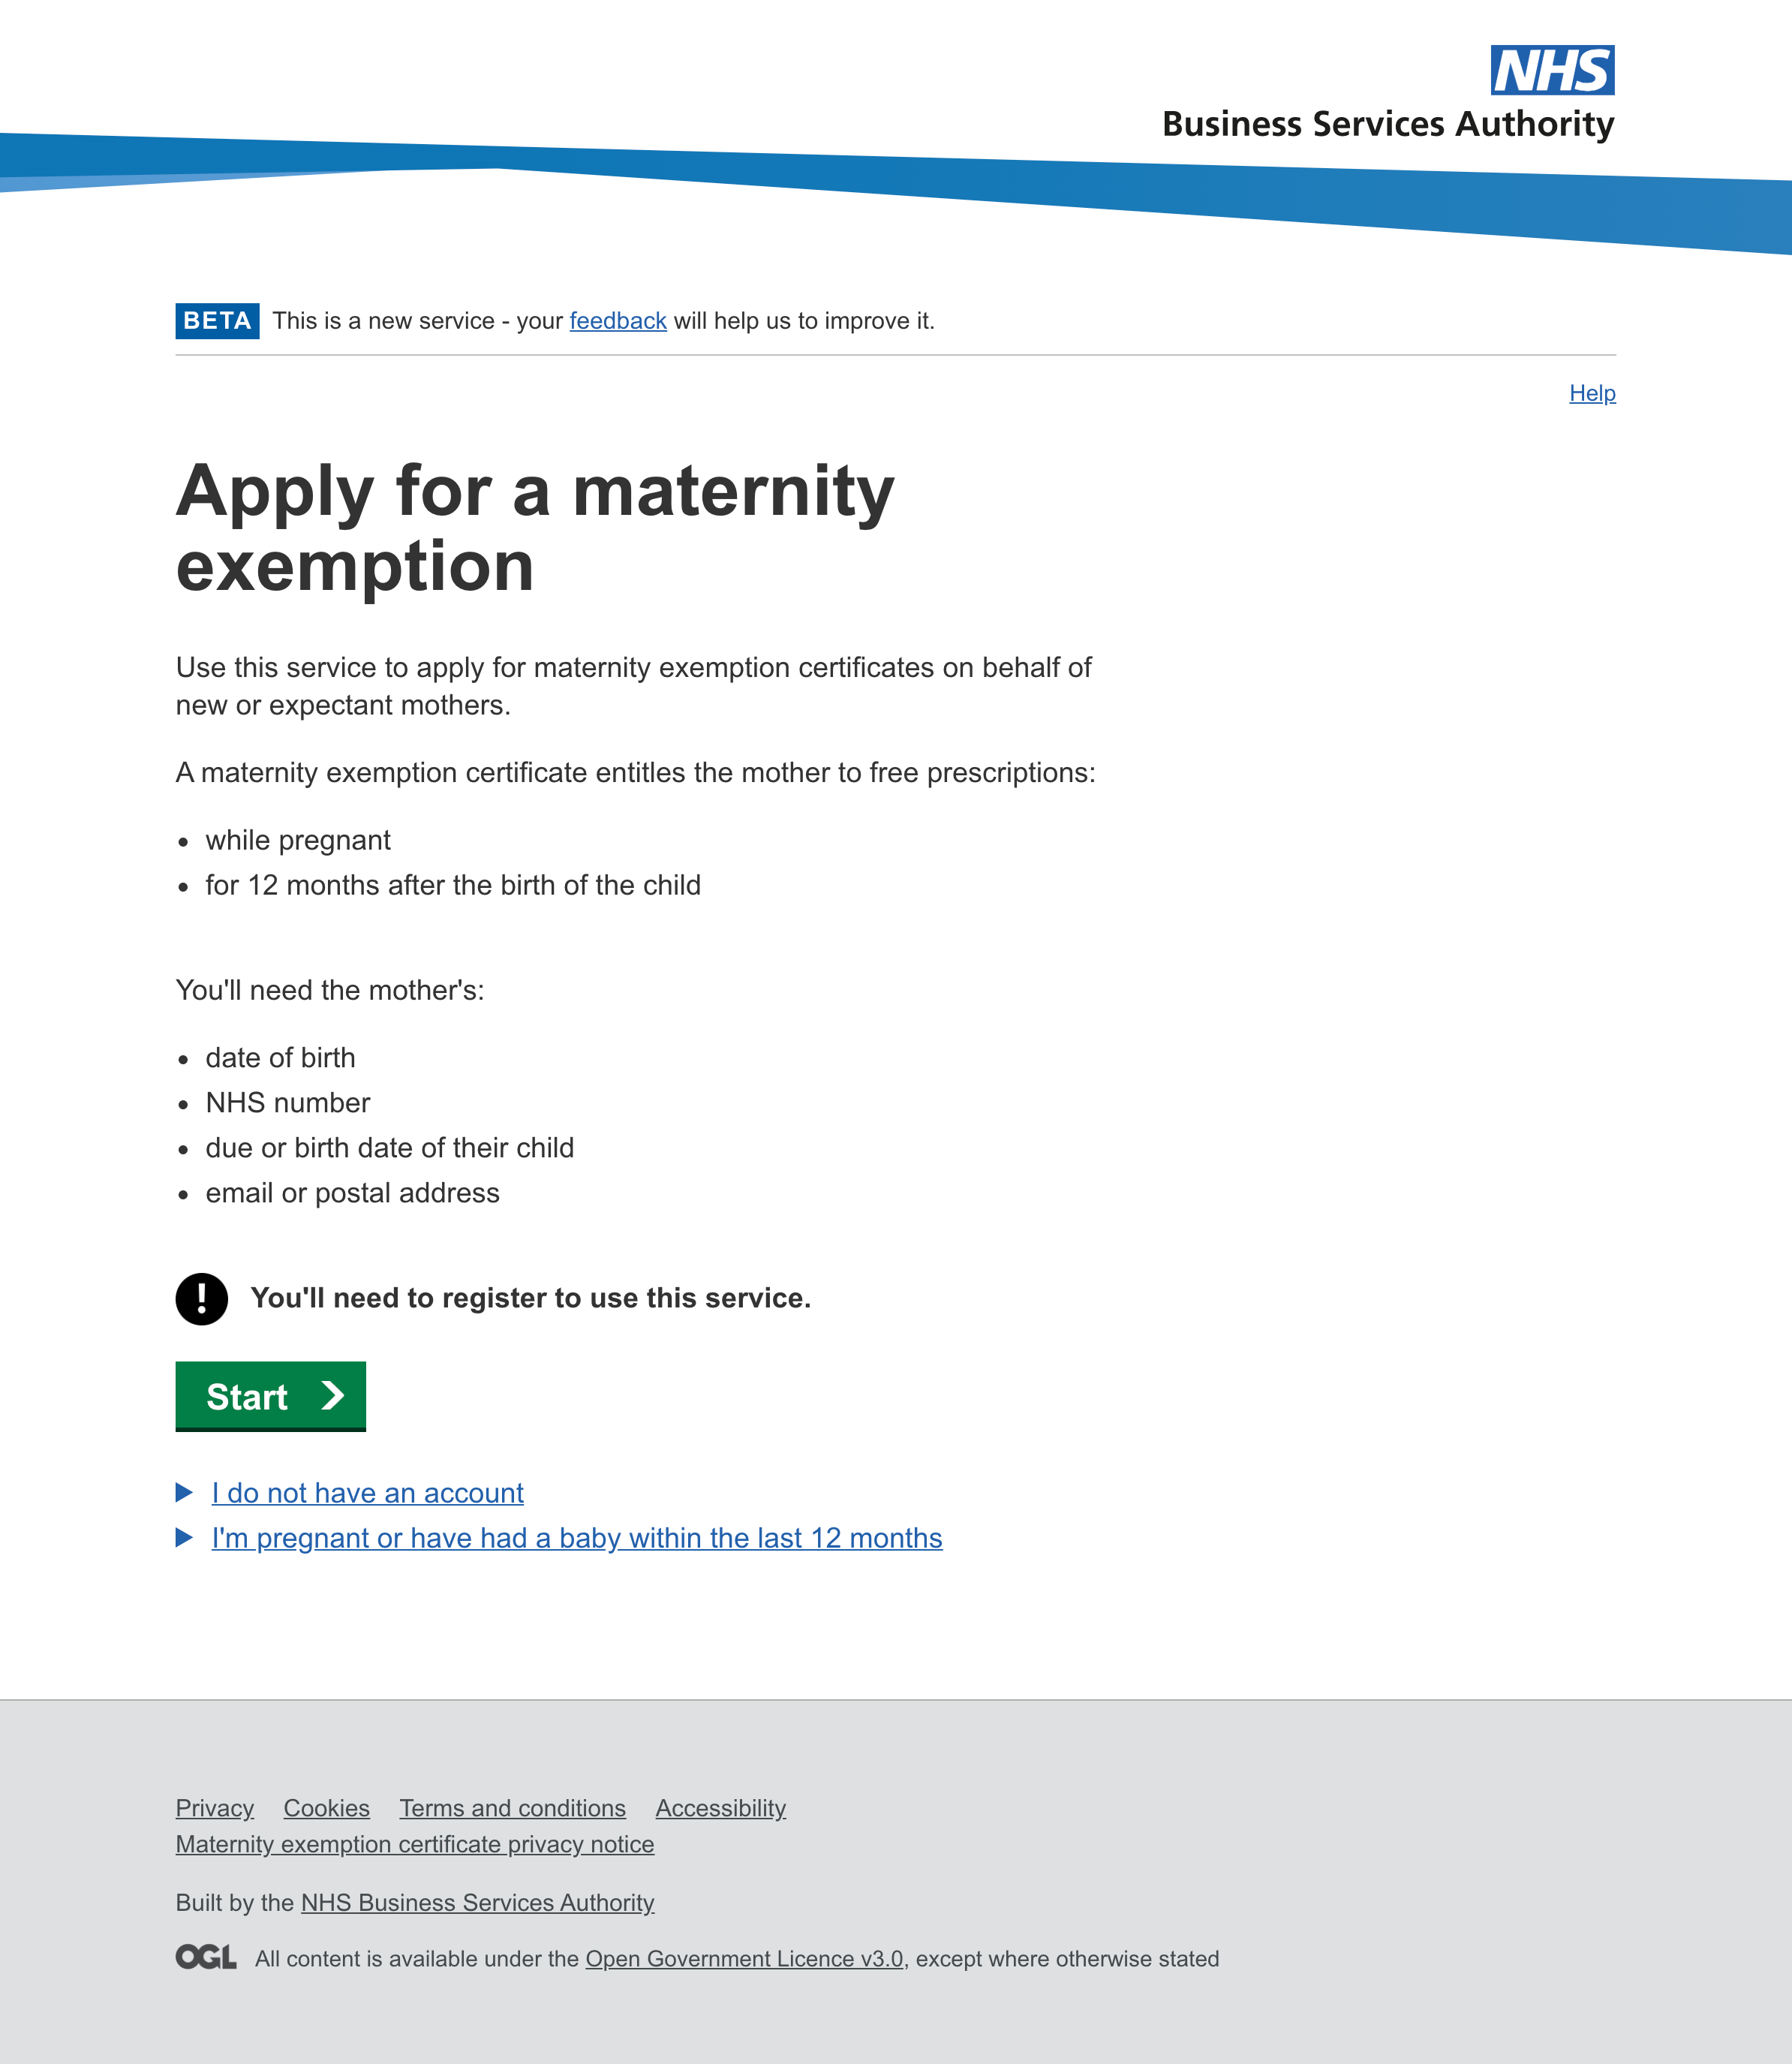 NHS
Business Services Authority
BETA This is a new service - your feedback will help us to improve it.
Help
Apply for a maternity
exemption
Use this service to apply for maternity exemption certificates on behalf of
new or expectant mothers.
A maternity exemption certificate entitles the mother to free prescriptions:
• while pregnant
• for 12 months after the birth of the child
You'll need the mother's:
• date of birth
• NHS number
• due or birth date of their child
• email or postal address
! You'll need to register to use this service.
Start
I do not have an account
I'm pregnant or have had a baby within the last 12 months
Privacy Cookies Terms and conditions Accessibility
Maternity exemption certificate privacy notice
Built by the NHS Business Services Authority
OGL All content is available under the Open Government Licence v3.0, except where otherwise stated